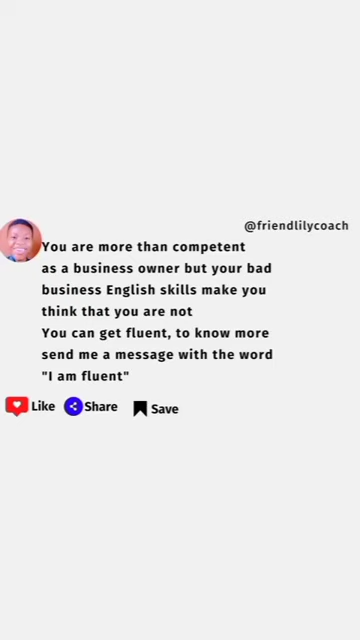 @friendlilycoach
You are more than competent
as a business owner but your bad
business English skills make you
think that you are not
You can get fluent, to know more
send me a message with the word
"I am fluent"
Like Share Save